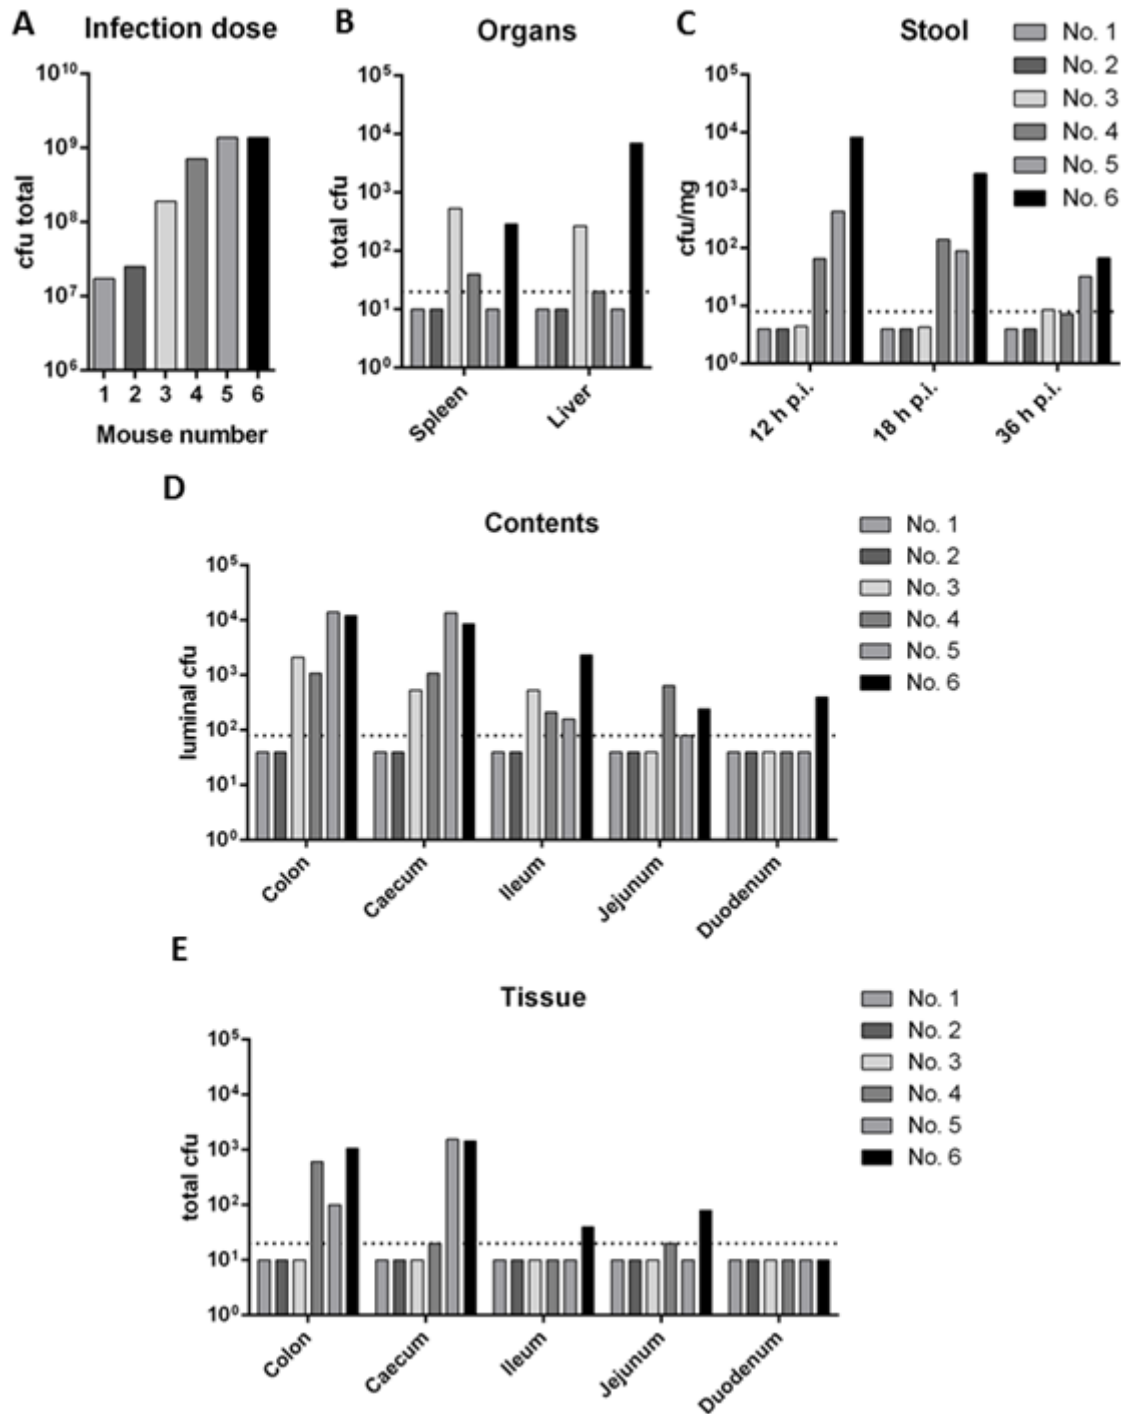 A Infection dose
10^10
10^9
10^8
10^7
10^6
cfu total
1 2 3 4 5 6
Mouse number
B Organs
10^5
10^4
10^3
10^2
10^1
10^0
total cfu
Spleen
Liver
C Stool
10^5
10^4
10^3
10^2
10^1
10^0
cfu/mg
12 h p.i.
18 h p.i.
36 h p.i.
No. 1
No. 2
No. 3
No. 4
No. 5
No. 6
D
Contents
10^5
10^4
10^3
10^2
10^1
10^0
luminal cfu
Colon
Caecum
Ileum
Jejunum
Duodenum
No. 1
No. 2
No. 3
No. 4
No. 5
No. 6
E
Tissue
10^5
10^4
10^3
10^2
10^1
10^0
total cfu
Colon
Caecum
Ileum
Jejunum
Duodenum
No. 1
No. 2
No. 3
No. 4
No. 5
No. 6